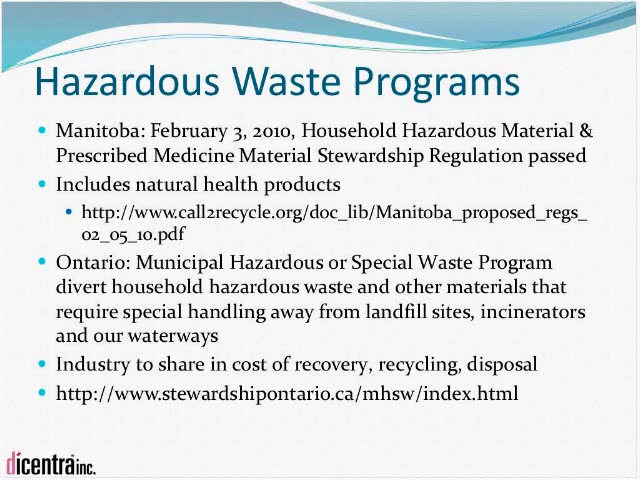 Hazardous Waste Programs
• Manitoba: February 3, 2010, Household Hazardous Material &
Prescribed Medicine Material Stewardship Regulation passed
• Includes natural health products
• http://www.call2recycle.org/doc_lib/Manitoba_proposed_regs_
02_05_10.pdf
• Ontario: Municipal Hazardous or Special Waste Program
divert household hazardous waste and other materials that
require special handling away from landfill sites, incinerators
and our waterways
• Industry to share in cost of recovery, recycling, disposal
• http://www.stewardshipontario.ca/mhsw/index.html
dicentra inc.